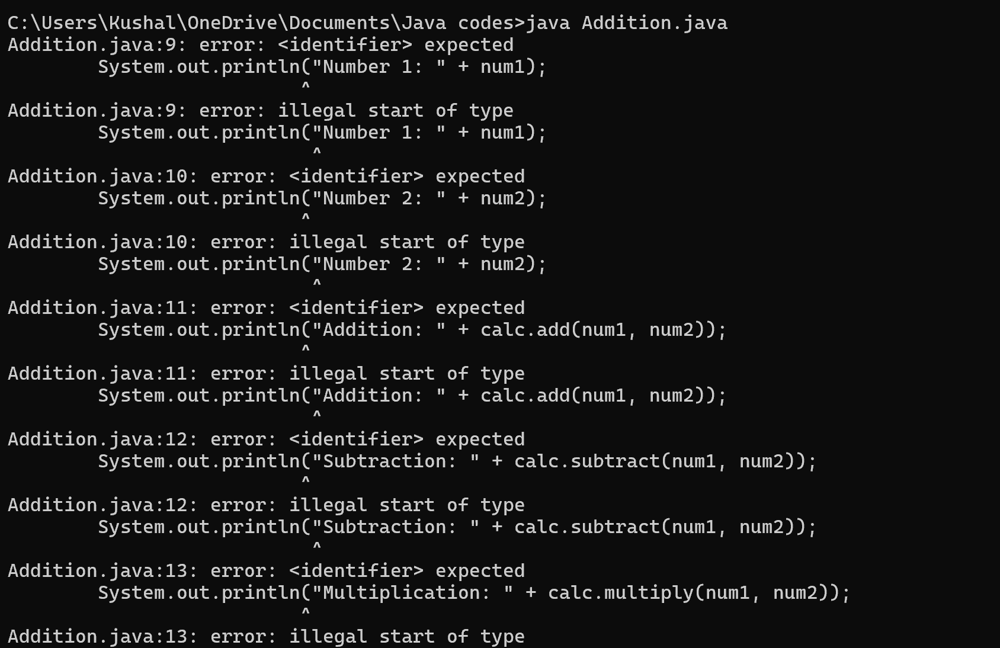 C:\Users\Kushal\OneDrive\Documents\Java codes>java Addition.java
Addition.java:9: error: <identifier> expected
        System.out.println("Number 1: " + num1);
                          ^
Addition.java:9: error: illegal start of type
        System.out.println("Number 1: " + num1);
                           ^
Addition.java:10: error: <identifier> expected
        System.out.println("Number 2: " + num2);
                          ^
Addition.java:10: error: illegal start of type
        System.out.println("Number 2: " + num2);
                           ^
Addition.java:11: error: <identifier> expected
        System.out.println("Addition: " + calc.add(num1, num2));
                          ^
Addition.java:11: error: illegal start of type
        System.out.println("Addition: " + calc.add(num1, num2));
                           ^
Addition.java:12: error: <identifier> expected
        System.out.println("Subtraction: " + calc.subtract(num1, num2));
                          ^
Addition.java:12: error: illegal start of type
        System.out.println("Subtraction: " + calc.subtract(num1, num2));
                           ^
Addition.java:13: error: <identifier> expected
        System.out.println("Multiplication: " + calc.multiply(num1, num2));
                          ^
Addition.java:13: error: illegal start of type